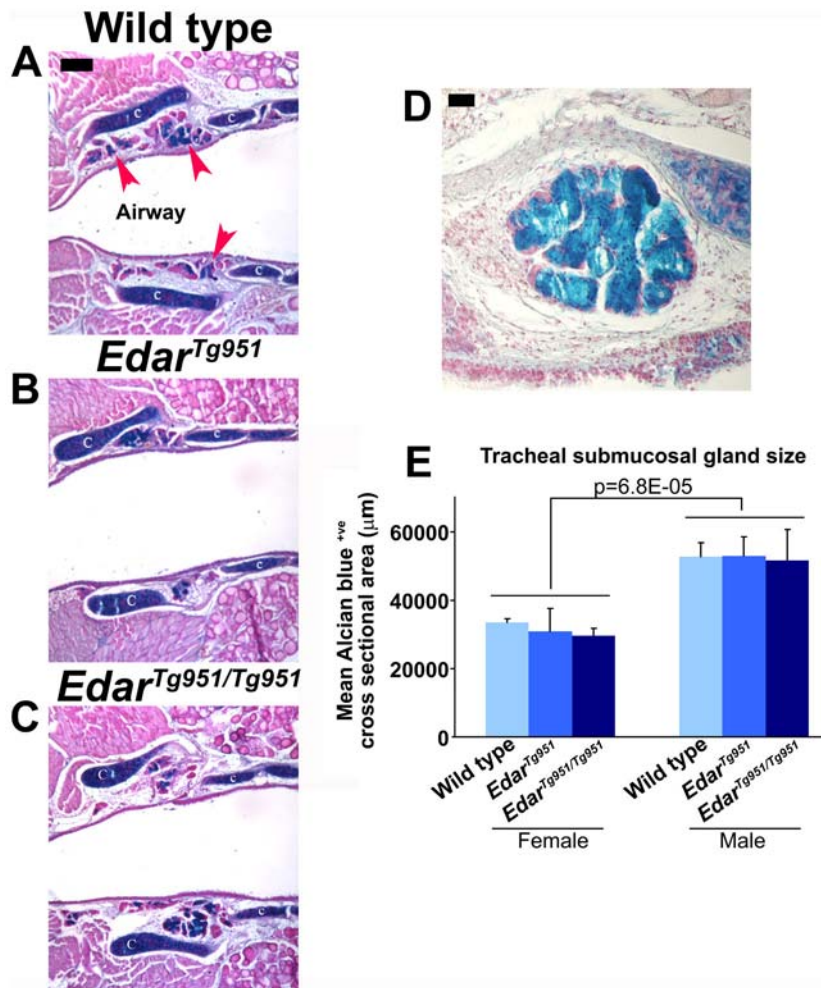 Wild type
A
c
c
c
Airway
c
c
Edar^Tg951
B
C
c
c
c
Edar^Tg951/Tg951
C
C
c
c
C
D
E
Tracheal submucosal gland size
p=6.8E-05
Mean Alcian blue ^+ve
cross sectional area (μm)
60000
40000
20000
0
Wild type
Edar^Tg951
Edar^Tg951/Tg951
Wild type
Edar^Tg951
Edar^Tg951/Tg951
Female
Male